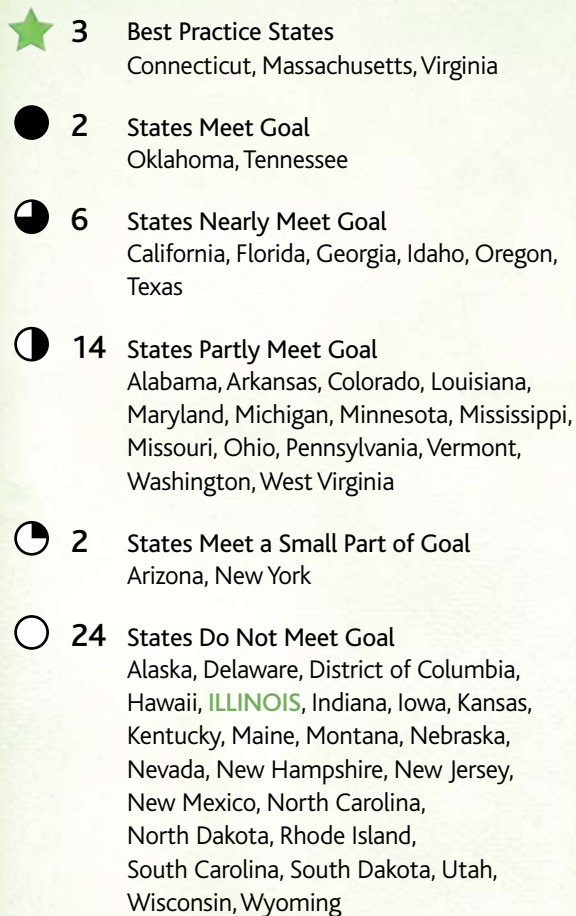 3 Best Practice States
Connecticut, Massachusetts, Virginia
2 States Meet Goal
Oklahoma, Tennessee
6 States Nearly Meet Goal
California, Florida, Georgia, Idaho, Oregon,
Texas
14 States Partly Meet Goal
Alabama, Arkansas, Colorado, Louisiana,
Maryland, Michigan, Minnesota, Mississippi,
Missouri, Ohio, Pennsylvania, Vermont,
Washington, West Virginia
2 States Meet a Small Part of Goal
Arizona, New York
24 States Do Not Meet Goal
Alaska, Delaware, District of Columbia,
Hawaii, ILLINOIS, Indiana, Iowa, Kansas,
Kentucky, Maine, Montana, Nebraska,
Nevada, New Hampshire, New Jersey,
New Mexico, North Carolina,
North Dakota, Rhode Island,
South Carolina, South Dakota, Utah,
Wisconsin, Wyoming